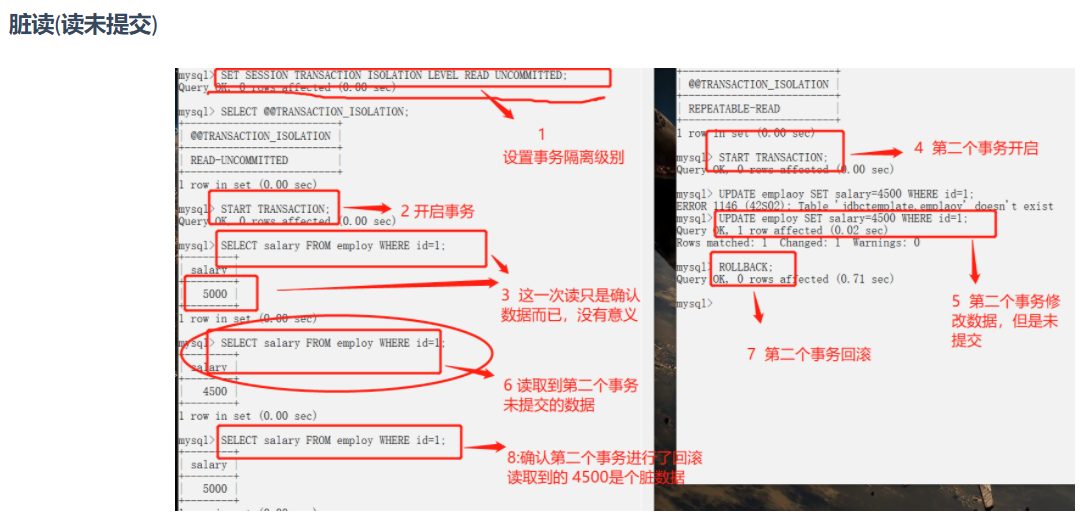 脏读(读未提交)
mysql> SET SESSION TRANSACTION ISOLATION LEVEL READ UNCOMMITTED;
Query OK, 0 rows affected (0.00 sec)
mysql> SELECT @@TRANSACTION_ISOLATION;
| @@TRANSACTION_ISOLATION |
| READ-UNCOMMITTED |
1 row in set (0.00 sec)
mysql> START TRANSACTION;
Query OK, 0 rows affected (0.00 sec)
mysql> SELECT salary FROM employ WHERE id=1;
| salary |
| 5000 |
1 row in set (0.00 sec)
mysql> SELECT salary FROM employ WHERE id=1;
| salary |
| 4500 |
1 row in set (0.00 sec)
mysql> SELECT salary FROM employ WHERE id=1;
| salary |
| 5000 |
1
设置事务隔离级别
2 开启事务
3 这一次读只是确认
数据而已，没有意义
6 读取到第二个事务
未提交的数据
8:确认第二个事务进行了回滚
读取到的 4500是个脏数据
| @@TRANSACTION_ISOLATION |
| REPEATABLE-READ |
1 row in set (0.00 sec)
mysql> START TRANSACTION;
Query OK, 0 rows affected (0.00 sec)
mysql> UPDATE emplaoy SET salary=4500 WHERE id=1;
ERROR 1146 (42S02): Table 'jdbctemplate.emplaoy' doesn't exist
mysql> UPDATE employ SET salary=4500 WHERE id=1;
Query OK, 1 row affected (0.02 sec)
Rows matched: 1 Changed: 1 Warnings: 0
mysql> ROLLBACK;
Query OK, 0 rows affected (0.71 sec)
mysql>
4 第二个事务开启
5 第二个事务修
改数据，但是未
提交
7 第二个事务回滚